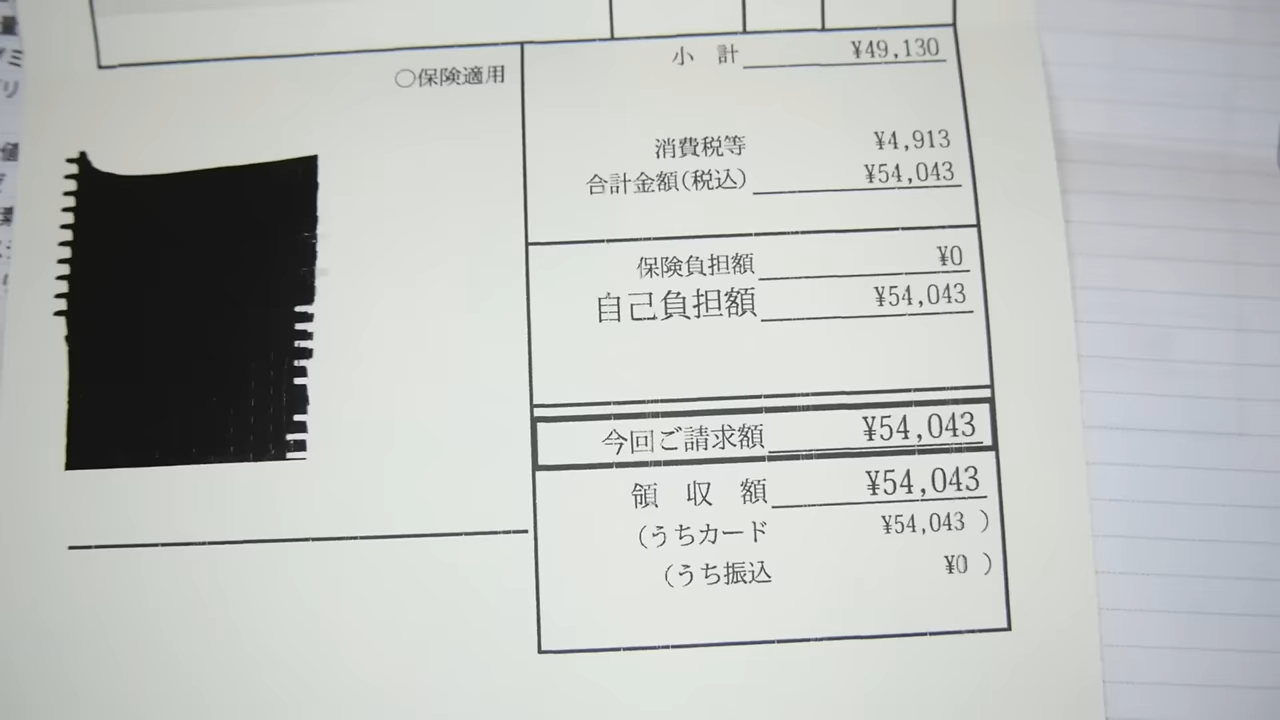 小 計 ¥49,130
○保険適用
消費税等 ¥4,913
合計金額(税込) ¥54,043
保険負担額 ¥0
自己負担額 ¥54,043
今回ご請求額 ¥54,043
領 収 額 ¥54,043
(うちカード ¥54,043 )
(うち振込 ¥0 )